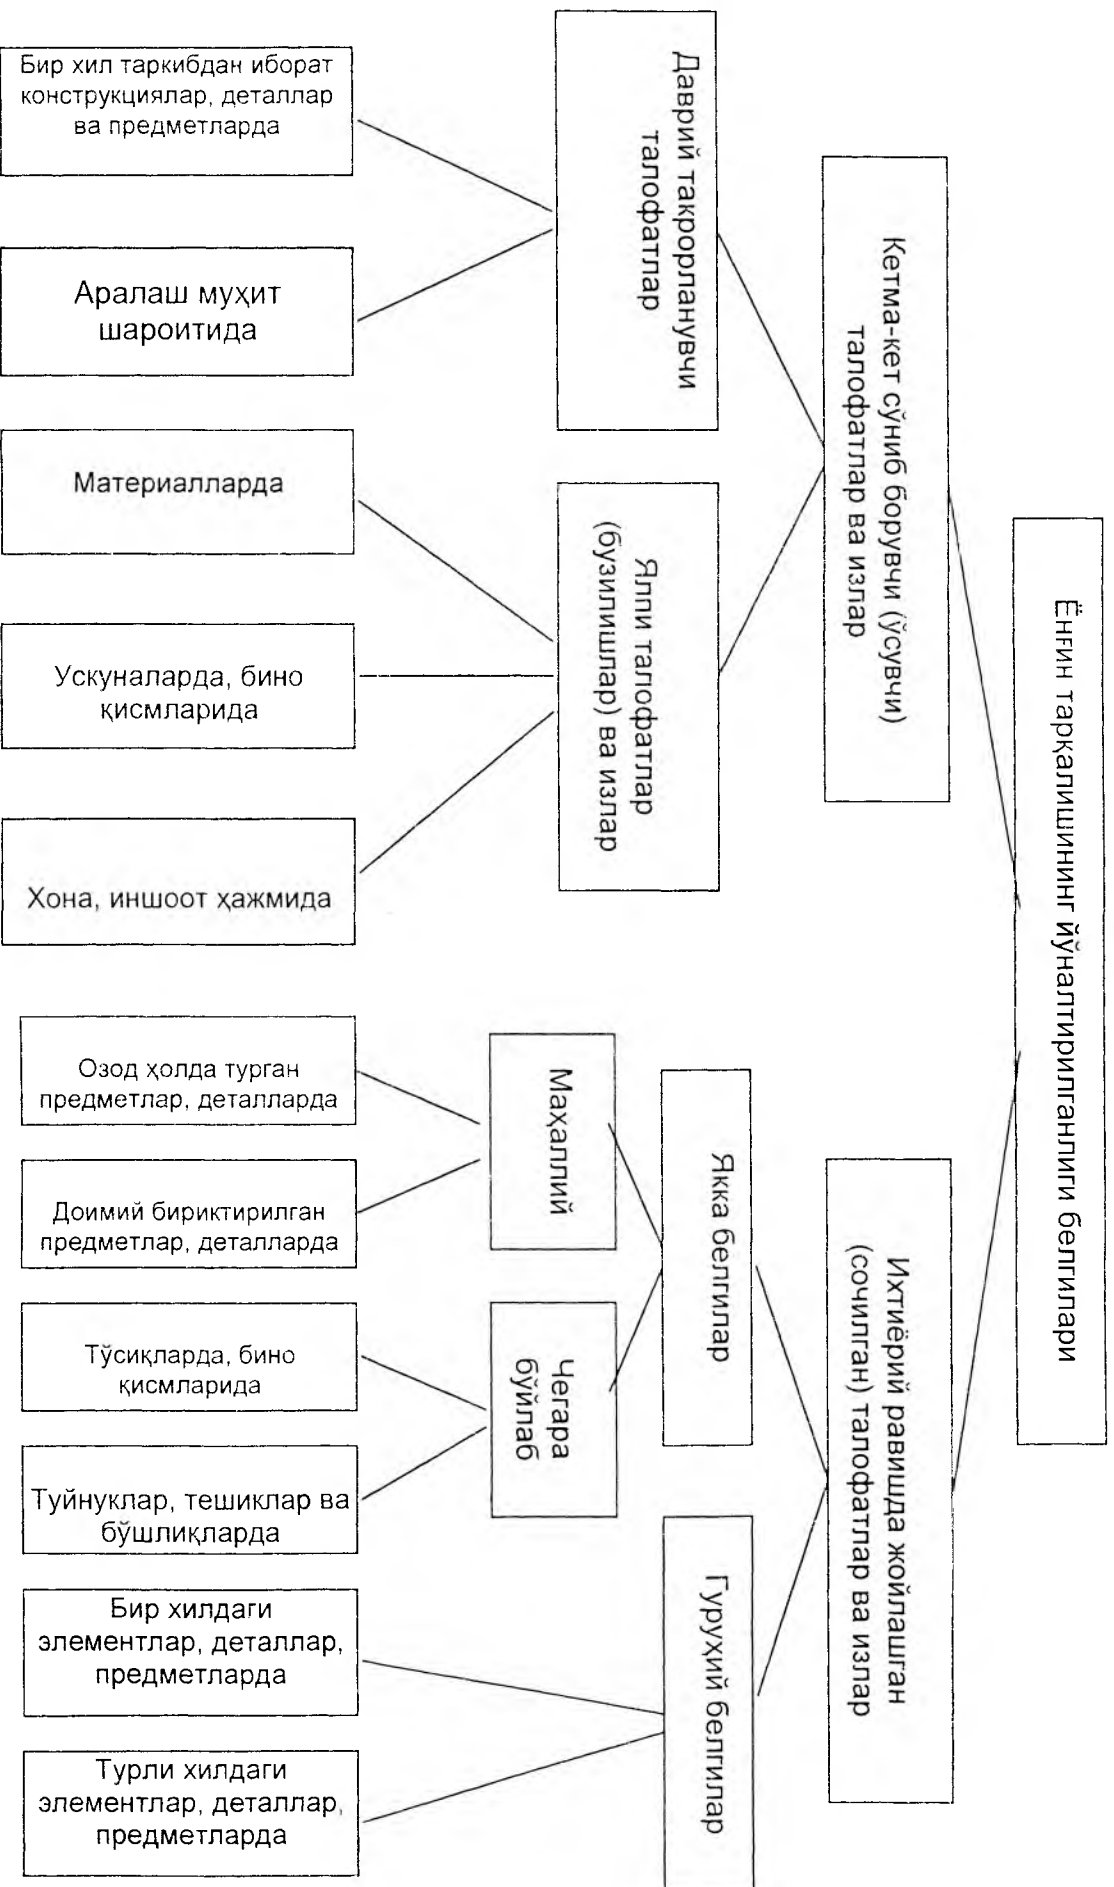 Ёнғин тарқалишининг йўналтирилганлиги белгилари
Кетма-кет сўниб борувчи (ўсувчи)
талофатлар ва излар
Даврий такрорланувчи
талофатлар
Бир хил таркибдан иборат
конструкциялар, деталлар
ва предметларда
Аралаш муҳит
шароитида
Ялпи талофатлар
(бузилишлар) ва излар
Материалларда
Ускуналарда, бино
қисмларида
Хона, иншоот ҳажмида
Ихтиёрий равишда жойлашган
(сочилган) талофатлар ва излар
Якка белгилар
Маҳаллий
Озод ҳолда турган
предметлар, деталларда
Доимий бириктирилган
предметлар, деталларда
Чегара
бўйлаб
Тўсиқларда, бино
қисмларида
Туйнуклар, тешиклар ва
бўшлиқларда
Гуруҳий белгилар
Бир хилдаги
элементлар, деталлар,
предметларда
Турли хилдаги
элементлар, деталлар,
предметларда